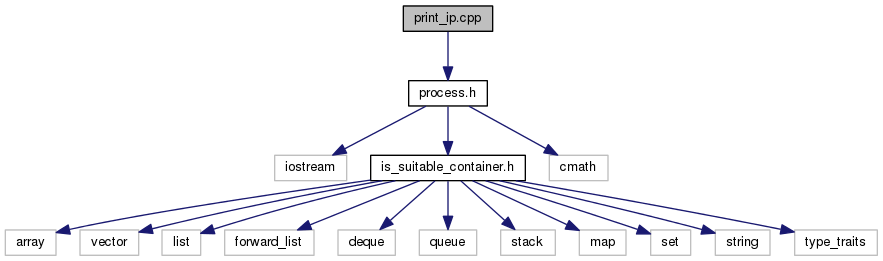 print_ip.cpp
process.h
iostream
is_suitable_container.h
cmath
array
vector
list
forward_list
deque
queue
stack
map
set
string
type_traits